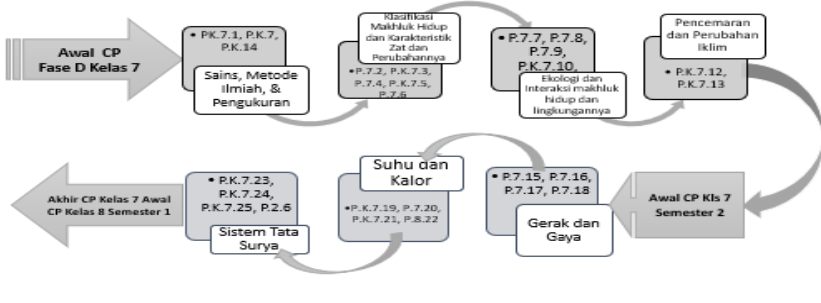 Awal CP
Fase D Kelas 7
• PK.7.1, P.K.7,
P.K.14
Sains, Metode
Ilmiah, &
Pengukuran
Klasifikasi
Makhluk Hidup
dan Karakteristik
Zat dan
Perubahannya
•P.7.2, P.K.7.3,
P.7.4, P.K.7.5,
P.7.6
• P.7.7, P.7.8,
P.7.9,
P.K.7.10,
Ekologi dan
Interaksi makhluk
hidup dan
lingkungannya
Pencemaran
dan Perubahan
Iklim
• P.K.7.12,
P.K.7.13
Awal CP Kls 7
Semester 2
• P.7.15, P.7.16,
P.7.17, P.7.18
Gerak dan
Gaya
Suhu dan
Kalor
•P.K.7.19, P.7.20,
P.K.7.21, P.8.22
• P.K.7.23,
P.K.7.24,
P.K.7.25, P.2.6
Sistem Tata
Surya
Akhir CP Kelas 7 Awal
CP Kelas 8 Semester 1